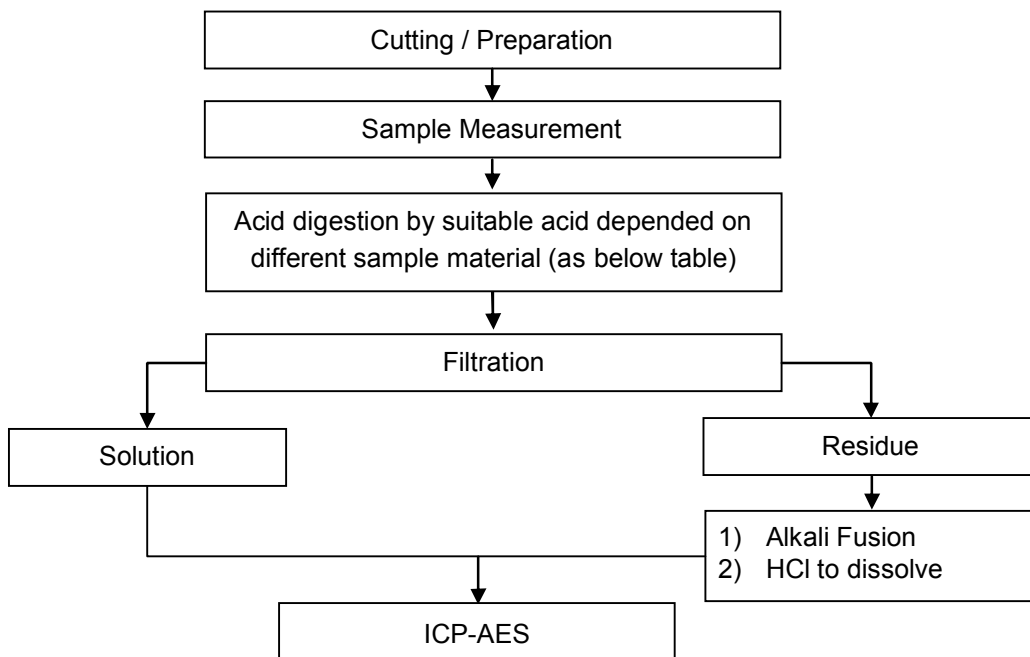 Cutting / Preparation
Sample Measurement
Acid digestion by suitable acid depended on
different sample material (as below table)
Filtration
Solution
Residue
1) Alkali Fusion
2) HCl to dissolve
ICP-AES